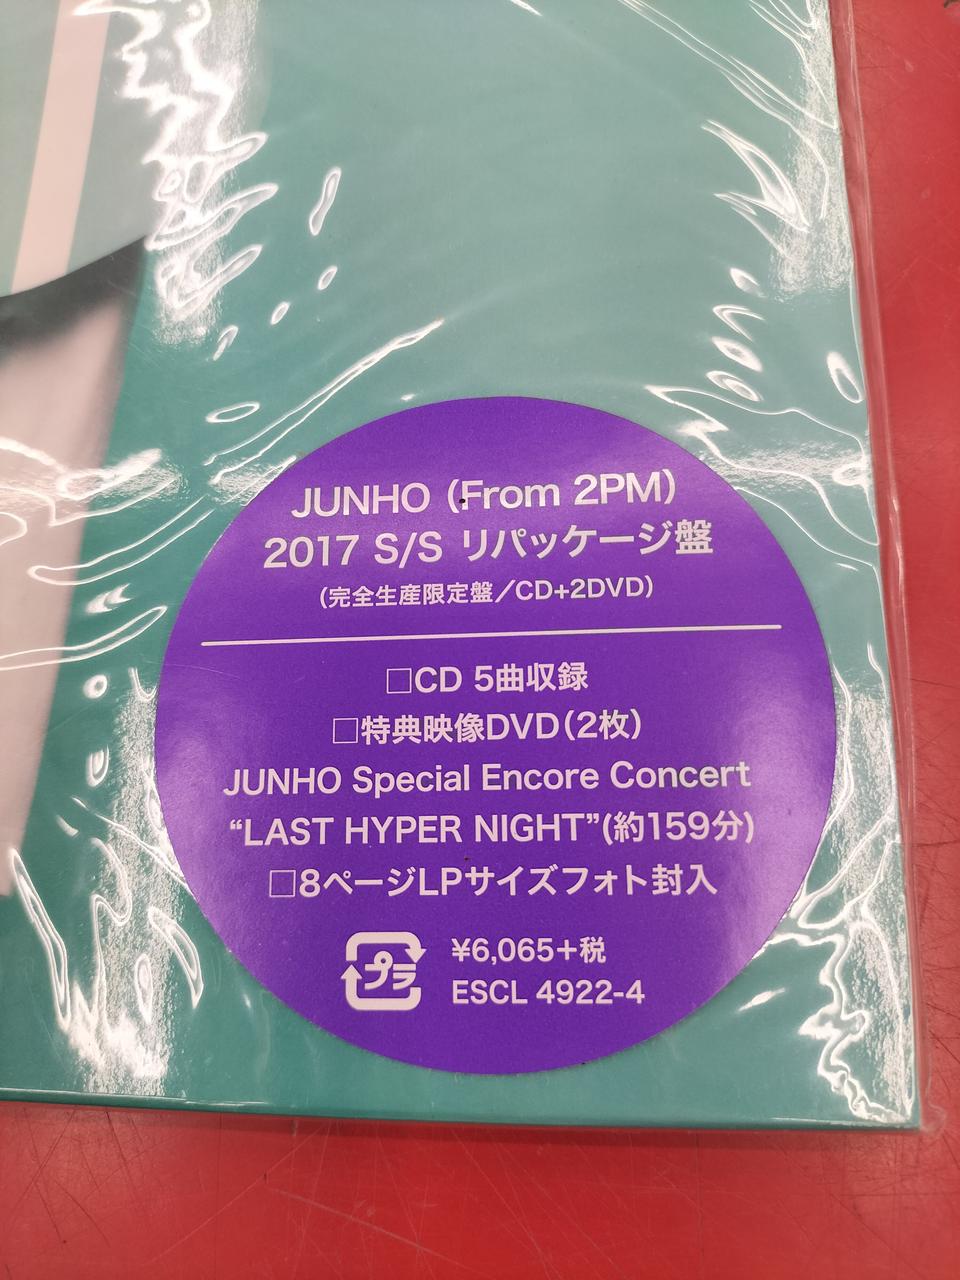 JUNHO (From 2PM)
2017 S/S リパッケージ盤
(完全生産限定盤/CD+2DVD)
□CD 5曲収録
□特典映像DVD(2枚)
JUNHO Special Encore Concert
“LAST HYPER NIGHT”(約159分)
□8ページLPサイズフォト封入
プラ
¥6,065+税
ESCL 4922-4